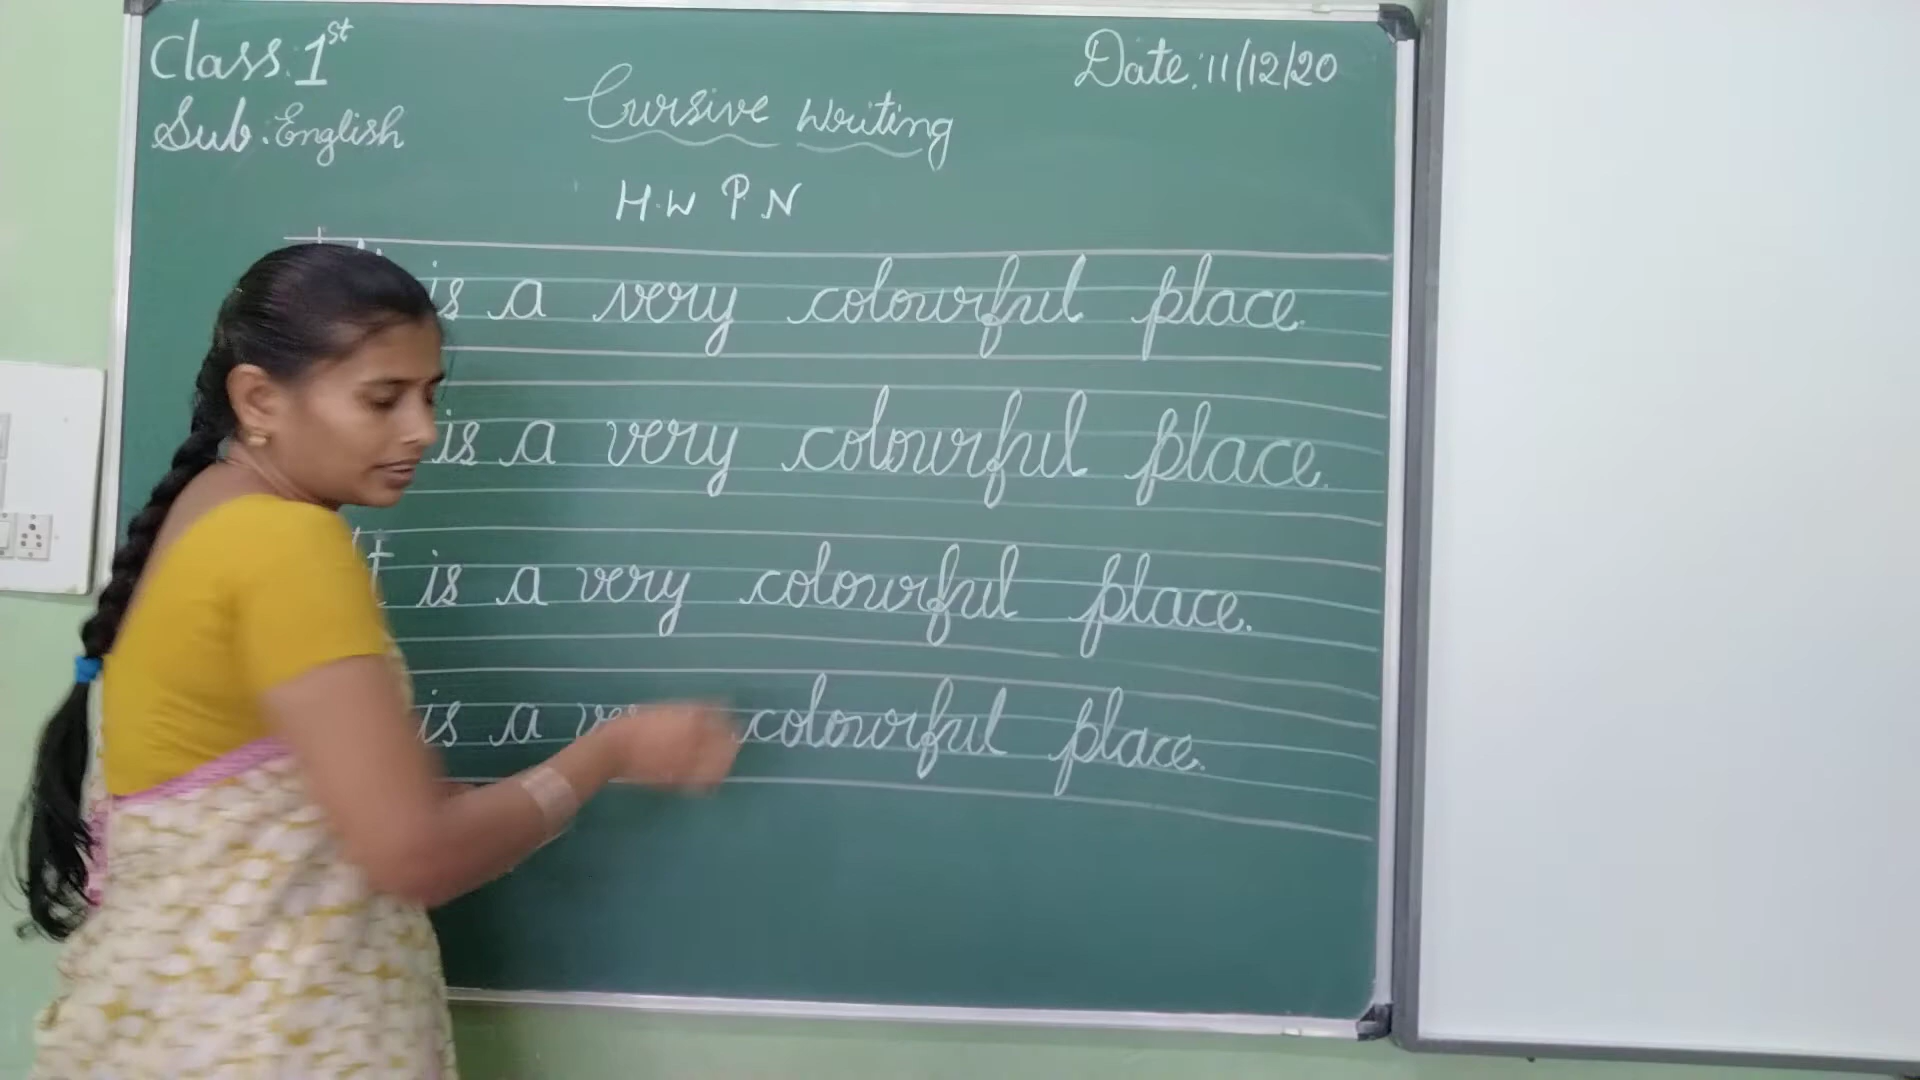 Class: 1st
Date: 11/12/20
Sub: English
Cursive Writing
H.W P.N
is a very colourful place.
is a very colourful place.
It is a very colourful place.
is a colourful place.